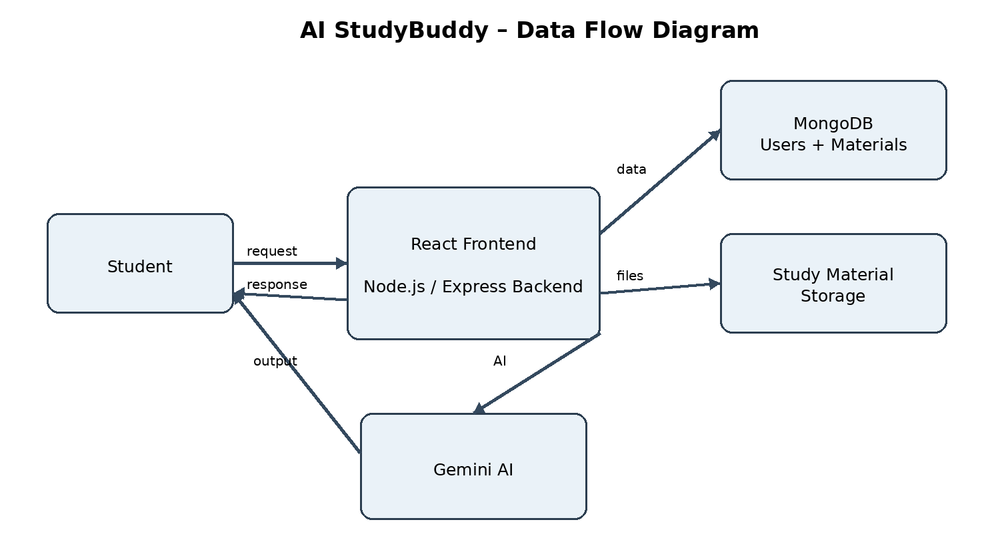 AI StudyBuddy – Data Flow Diagram
MongoDB
Users + Materials
data
React Frontend
Node.js / Express Backend
Student
request
response
files
Study Material
Storage
output
AI
Gemini AI